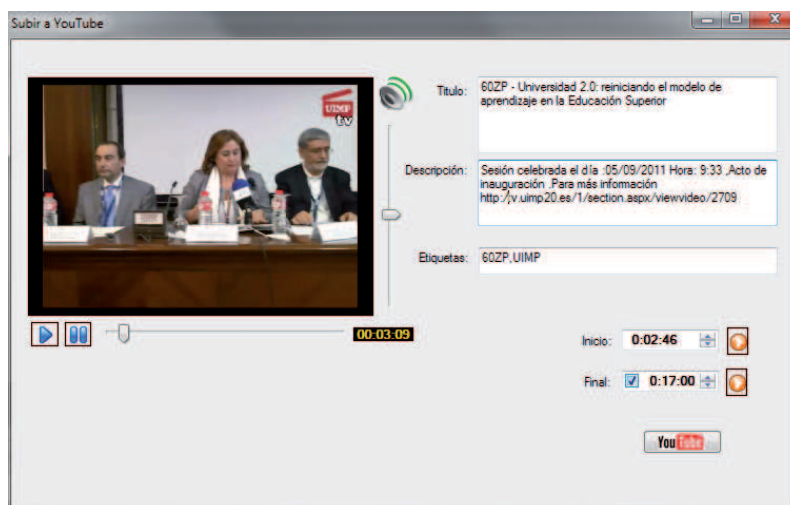 Subir a YouTube
UIMP
tv
Titulo:
60ZP - Universidad 2.0: reiniciando el modelo de
aprendizaje en la Educación Superior
Descripción:
Sesión celebrada el día :05/09/2011 Hora: 9:33 ,Acto de
inauguración .Para más infomación
http:/;v.uimp20.es/1/section.aspx/viewvideo/2709
Etiquetas:
60ZP,UIMP
00:03:09
Inicio:
0:02:46
Final:
0:17:00
YouTube